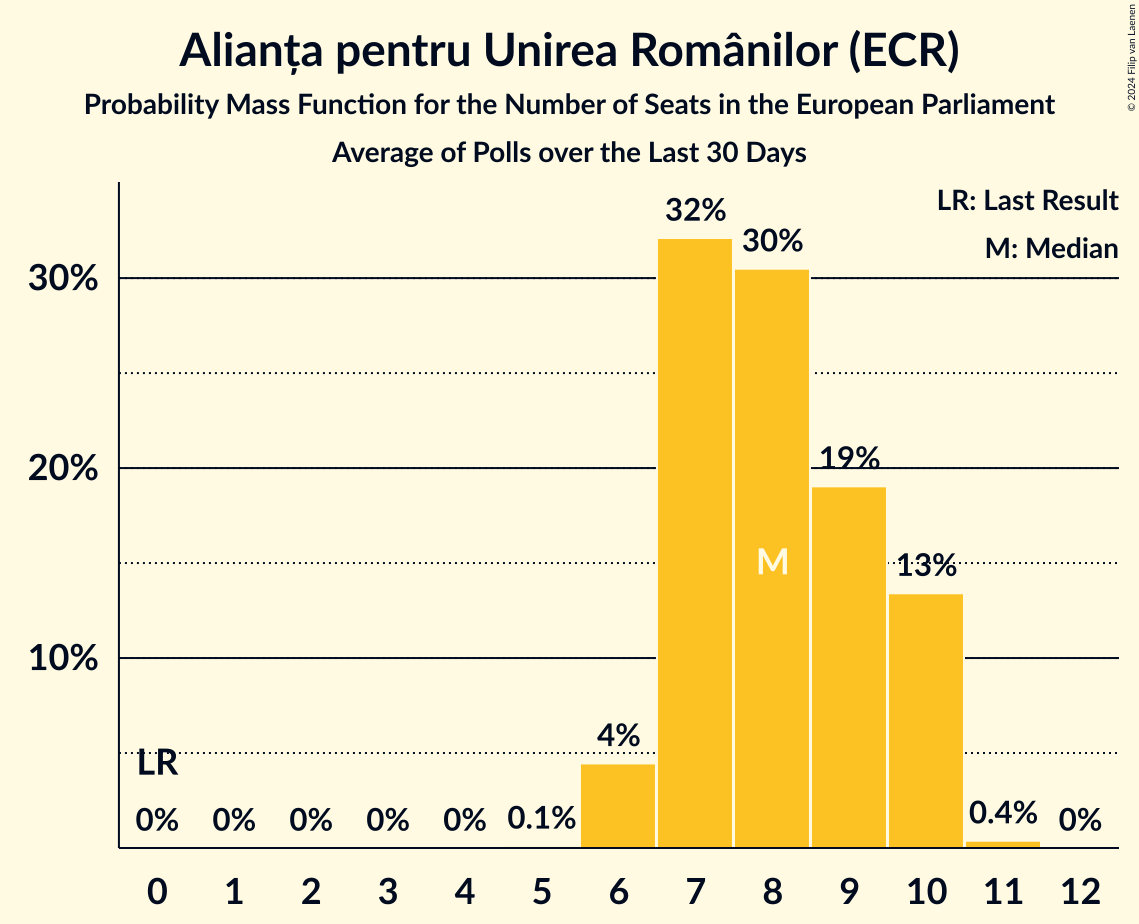 Alianța pentru Unirea Românilor (ECR)
Probability Mass Function for the Number of Seats in the European Parliament
Average of Polls over the Last 30 Days
© 2024 Filip van Laenen
LR: Last Result
M: Median
32%
30%
30%
20%
19%
M
13%
10%
4%
LR
0% 0% 0% 0% 0% 0.1% 0.4% 0%
0 1 2 3 4 5 6 7 8 9 10 11 12